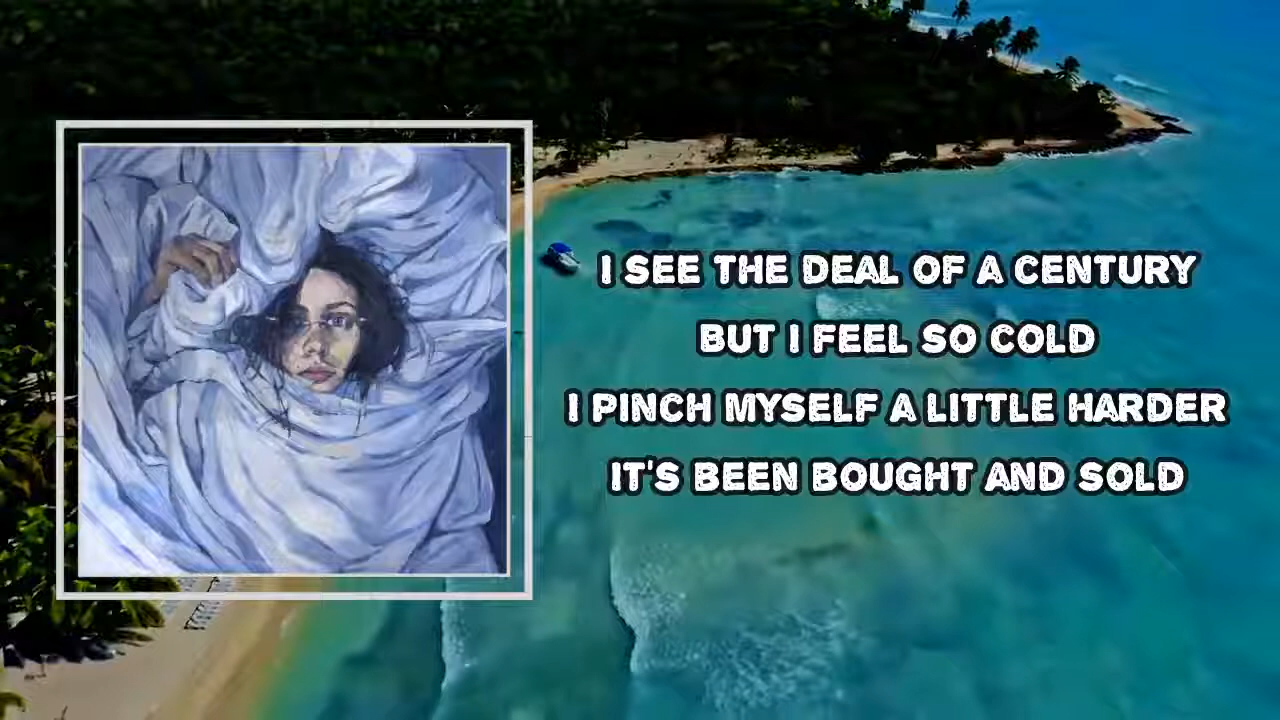 I SEE THE DEAL OF A CENTURY
BUT I FEEL SO COLD
I PINCH MYSELF A LITTLE HARDER
IT'S BEEN BOUGHT AND SOLD